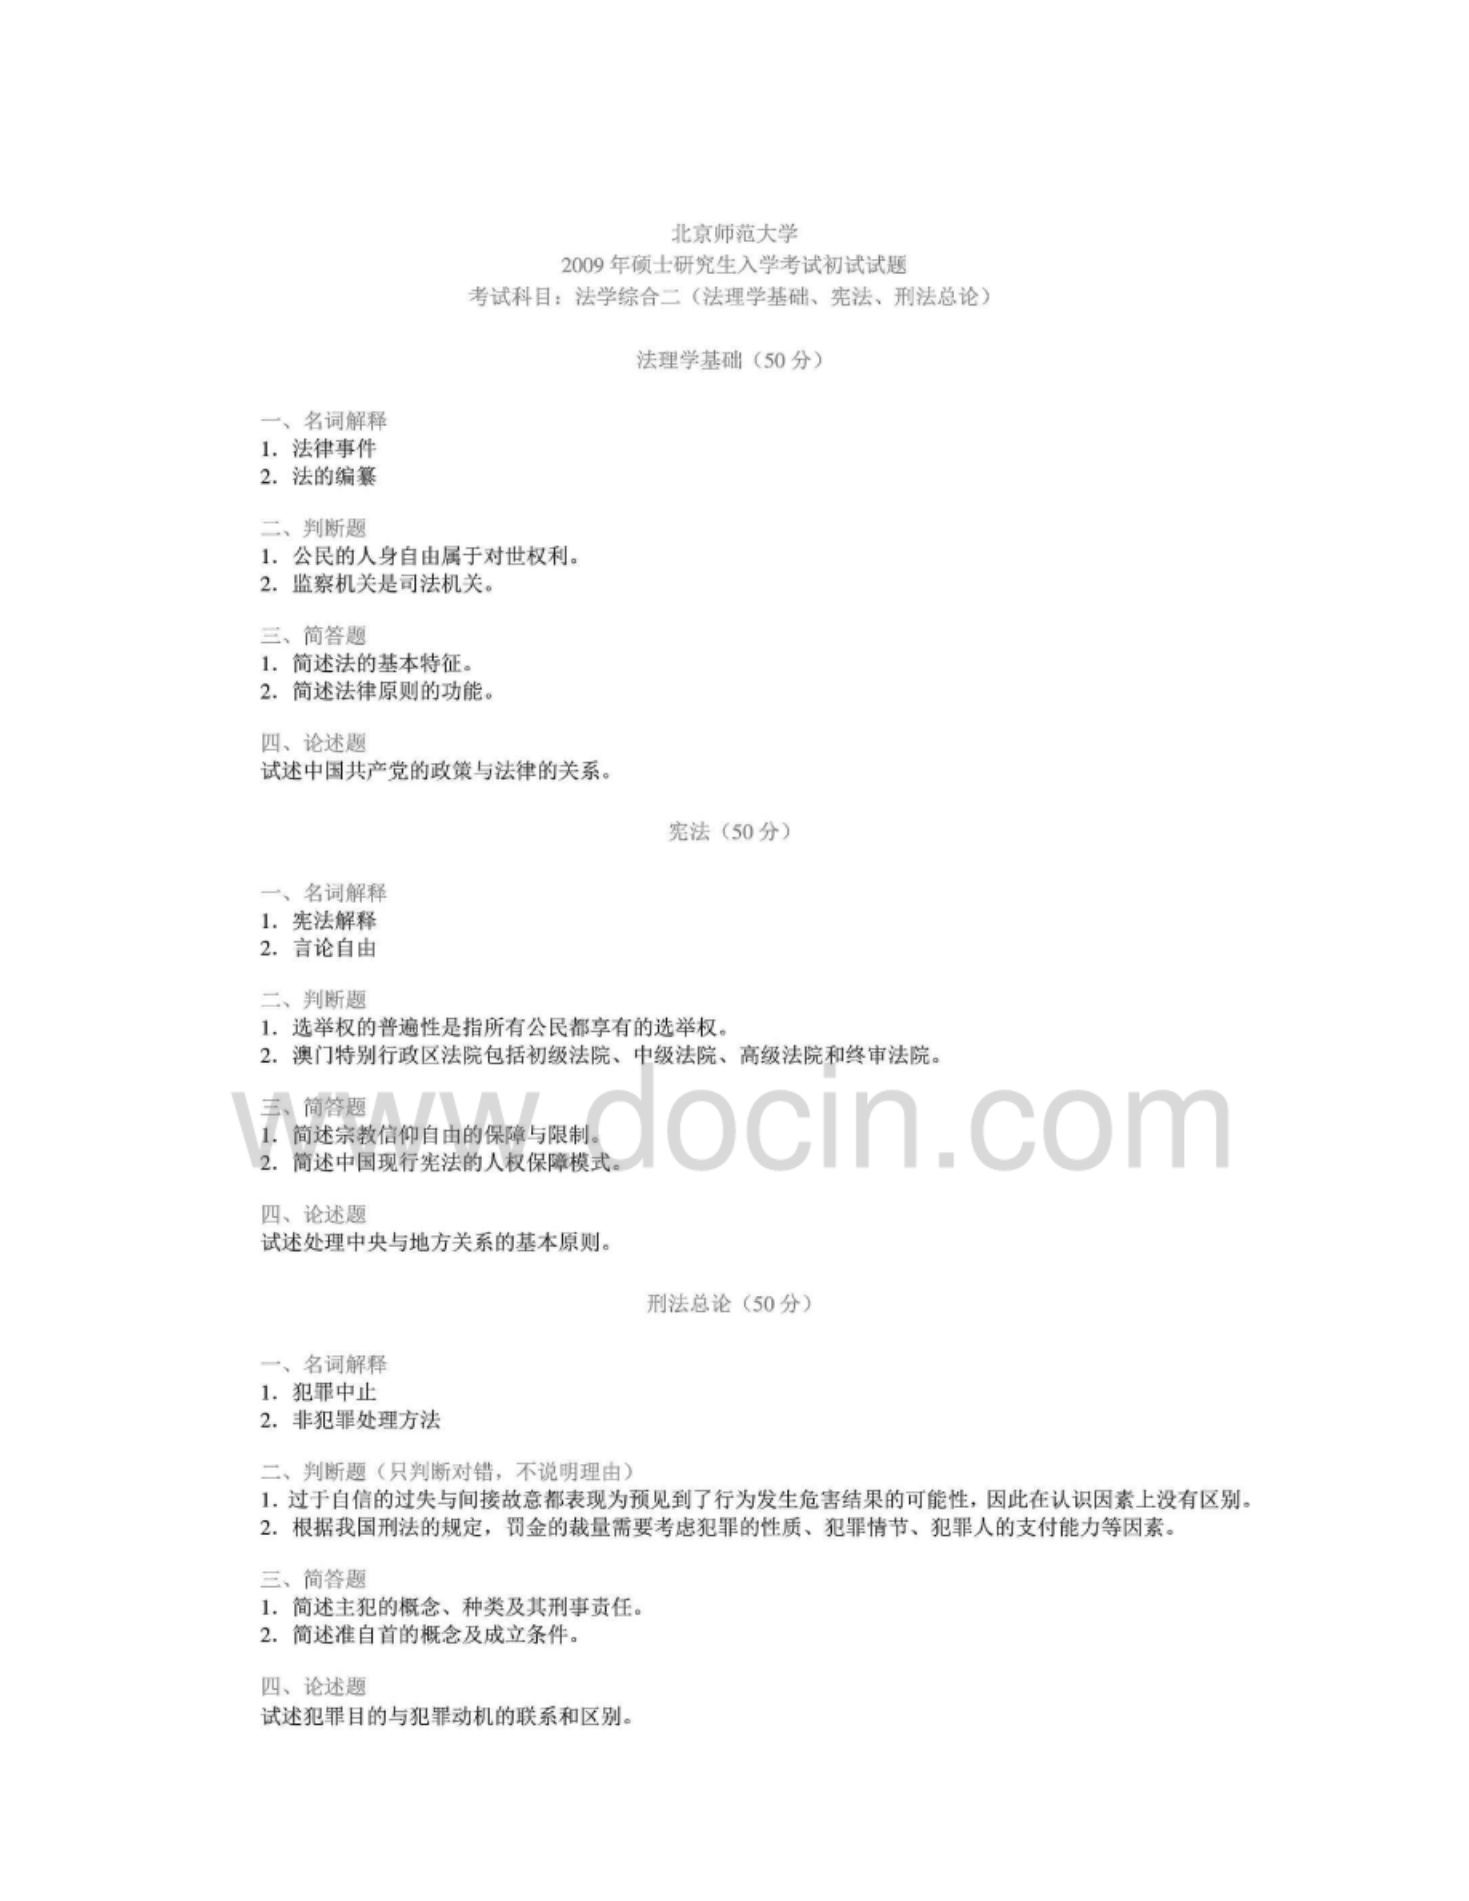 北京师范大学
2009 年硕士研究生入学考试初试试题
考试科目：法学综合二（法理学基础、宪法、刑法总论）
法理学基础（50 分）
一、名词解释
1．法律事件
2．法的编纂
二、判断题
1．公民的人身自由属于对世权利。
2．监察机关是司法机关。
三、简答题
1．简述法的基本特征。
2．简述法律原则的功能。
四、论述题
试述中国共产党的政策与法律的关系。
宪法（50 分）
一、名词解释
1．宪法解释
2．言论自由
二、判断题
1．选举权的普遍性是指所有公民都享有的选举权。
2．澳门特别行政区法院包括初级法院、中级法院、高级法院和终审法院。
三、简答题
1．简述宗教信仰自由的保障与限制。
2．简述中国现行宪法的人权保障模式。
www.docin.com
四、论述题
试述处理中央与地方关系的基本原则。
刑法总论（50 分）
一、名词解释
1．犯罪中止
2．非犯罪处理方法
二、判断题（只判断对错，不说明理由）
1．过于自信的过失与间接故意都表现为预见到了行为发生危害结果的可能性，因此在认识因素上没有区别。
2．根据我国刑法的规定，罚金的裁量需要考虑犯罪的性质、犯罪情节、犯罪人的支付能力等因素。
三、简答题
1．简述主犯的概念、种类及其刑事责任。
2．简述准自首的概念及成立条件。
四、论述题
试述犯罪目的与犯罪动机的联系和区别。